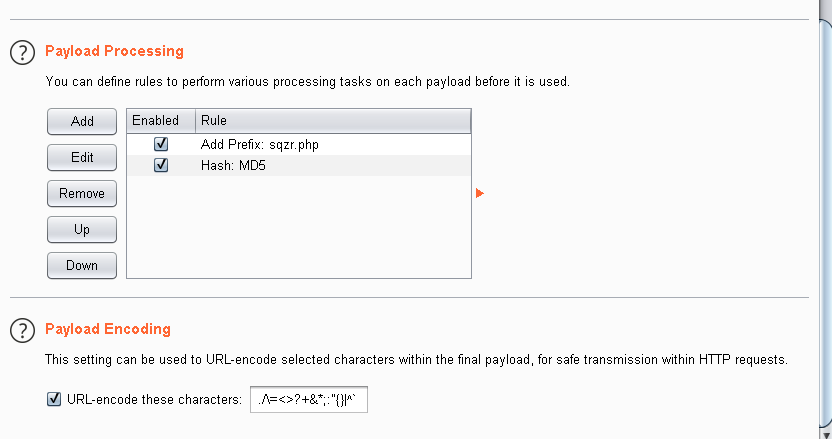 Payload Processing
You can define rules to perform various processing tasks on each payload before it is used.
Add
Enabled Rule
Add Prefix: sqzr.php
Edit
Hash: MD5
Remove
Up
Down
Payload Encoding
This setting can be used to URL-encode selected characters within the final payload, for safe transmission within HTTP requests.
URL-encode these characters: ./\=<>?+&*;:"{}|^`